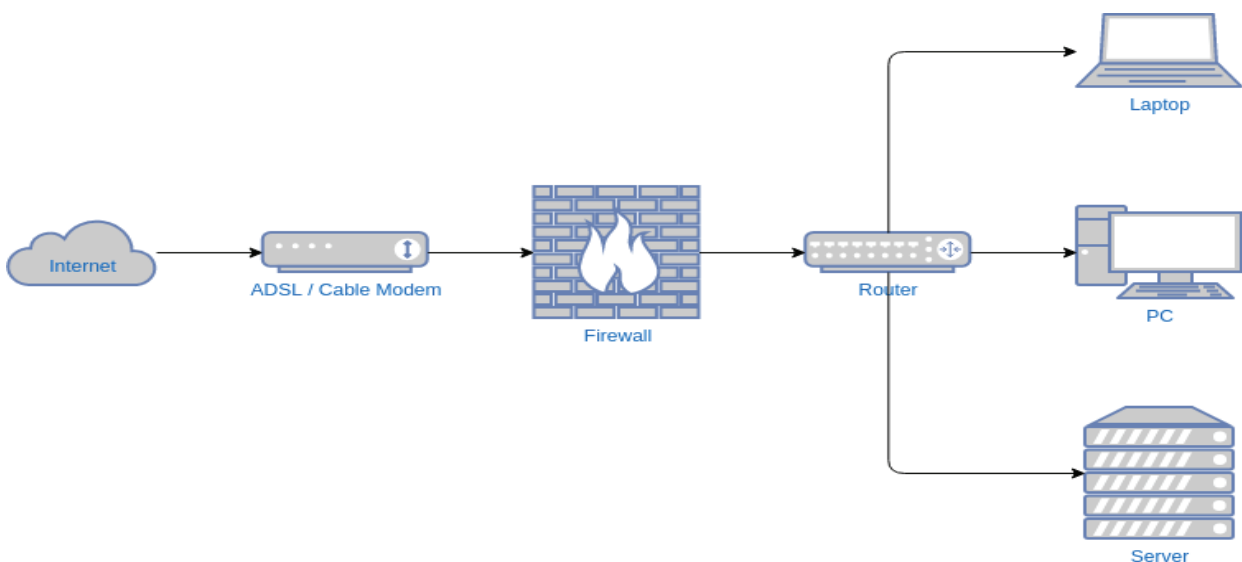 Laptop
Internet
ADSL / Cable Modem
Firewall
Router
PC
Server